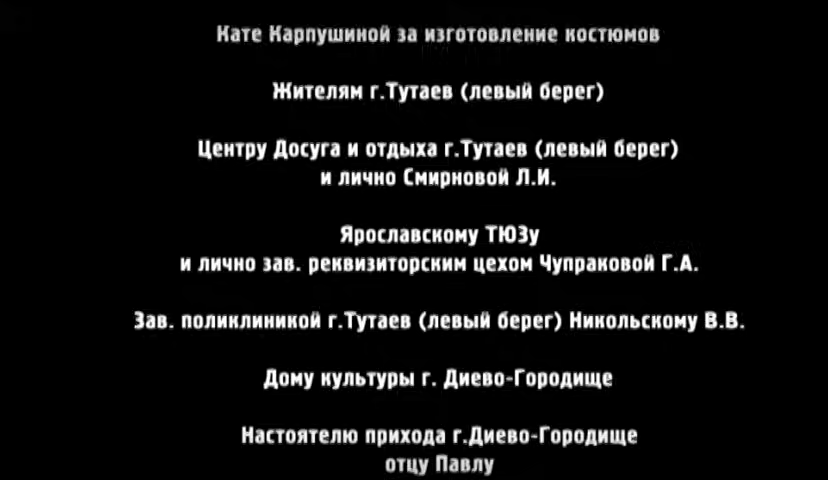 Кате Карпушиной за изготовление костюмов
Жителям г.Тутаев (левый берег)
Центру Досуга и отдыха г.Тутаев (левый берег)
и лично Смирновой Л.И.
Ярославскому ТЮЗу
и лично зав. реквизиторским цехом Чупраковой Г.А.
Зав. поликлиникой г.Тутаев (левый берег) Никольскому В.В.
Дому культуры г. Диево-Городище
Настоятелю прихода г.Диево-Городище
отцу Павлу